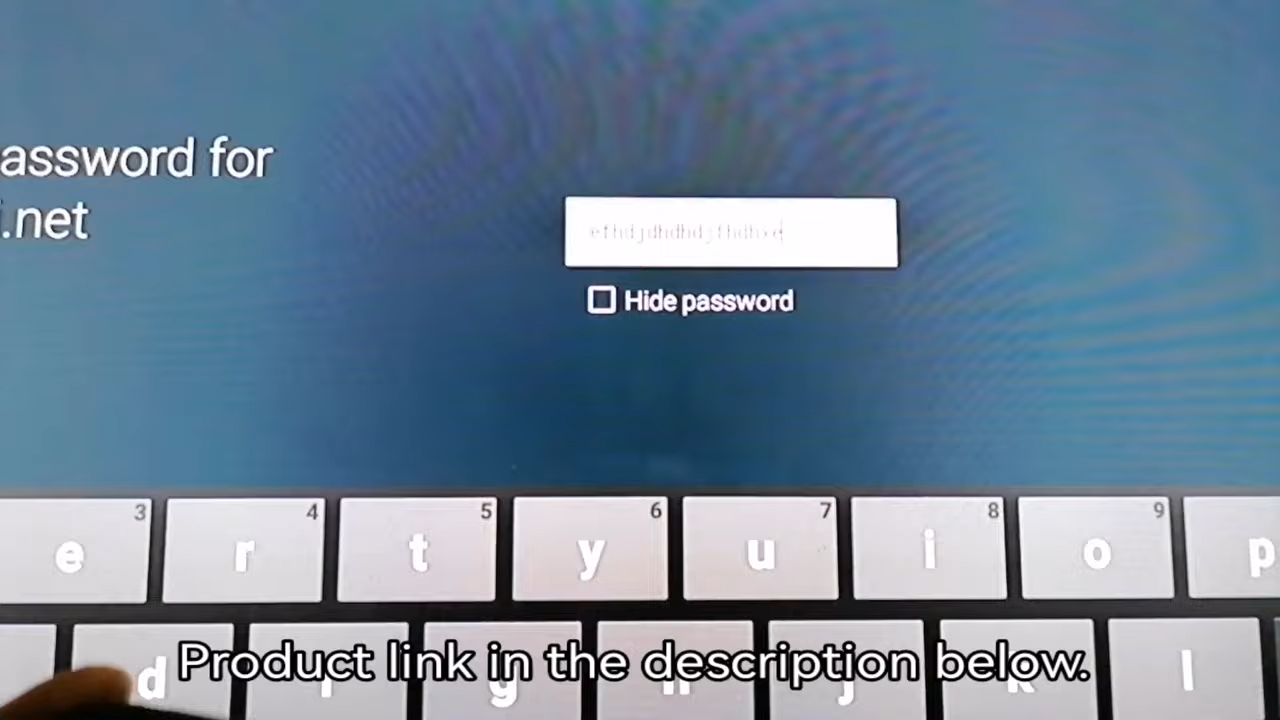 assword for
.net
Hide password
3 4 5 6 7 8 9
e r t y u i o p
d g j k l
Product link in the description below.